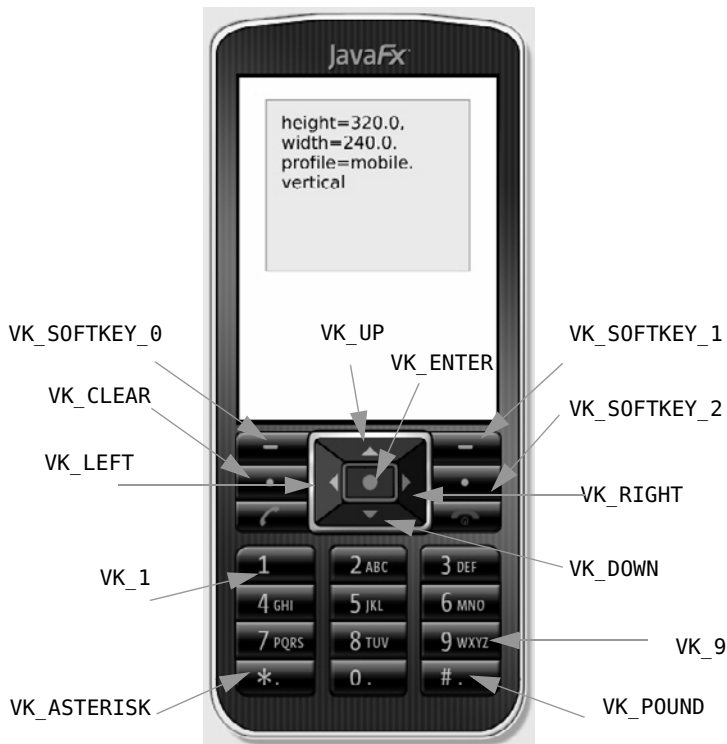 JavaFx
height=320.0,
width=240.0.
profile=mobile.
vertical
VK_SOFTKEY_0
VK_UP
VK_SOFTKEY_1
VK_ENTER
VK_CLEAR
VK_SOFTKEY_2
VK_LEFT
VK_RIGHT
VK_DOWN
VK_1
1
2 ABC
3 DEF
4 GHI
5 JKL
6 MNO
7 PQRS
8 TUV
9 WXYZ
VK_9
*.
0 .
# .
VK_ASTERISK
VK_POUND